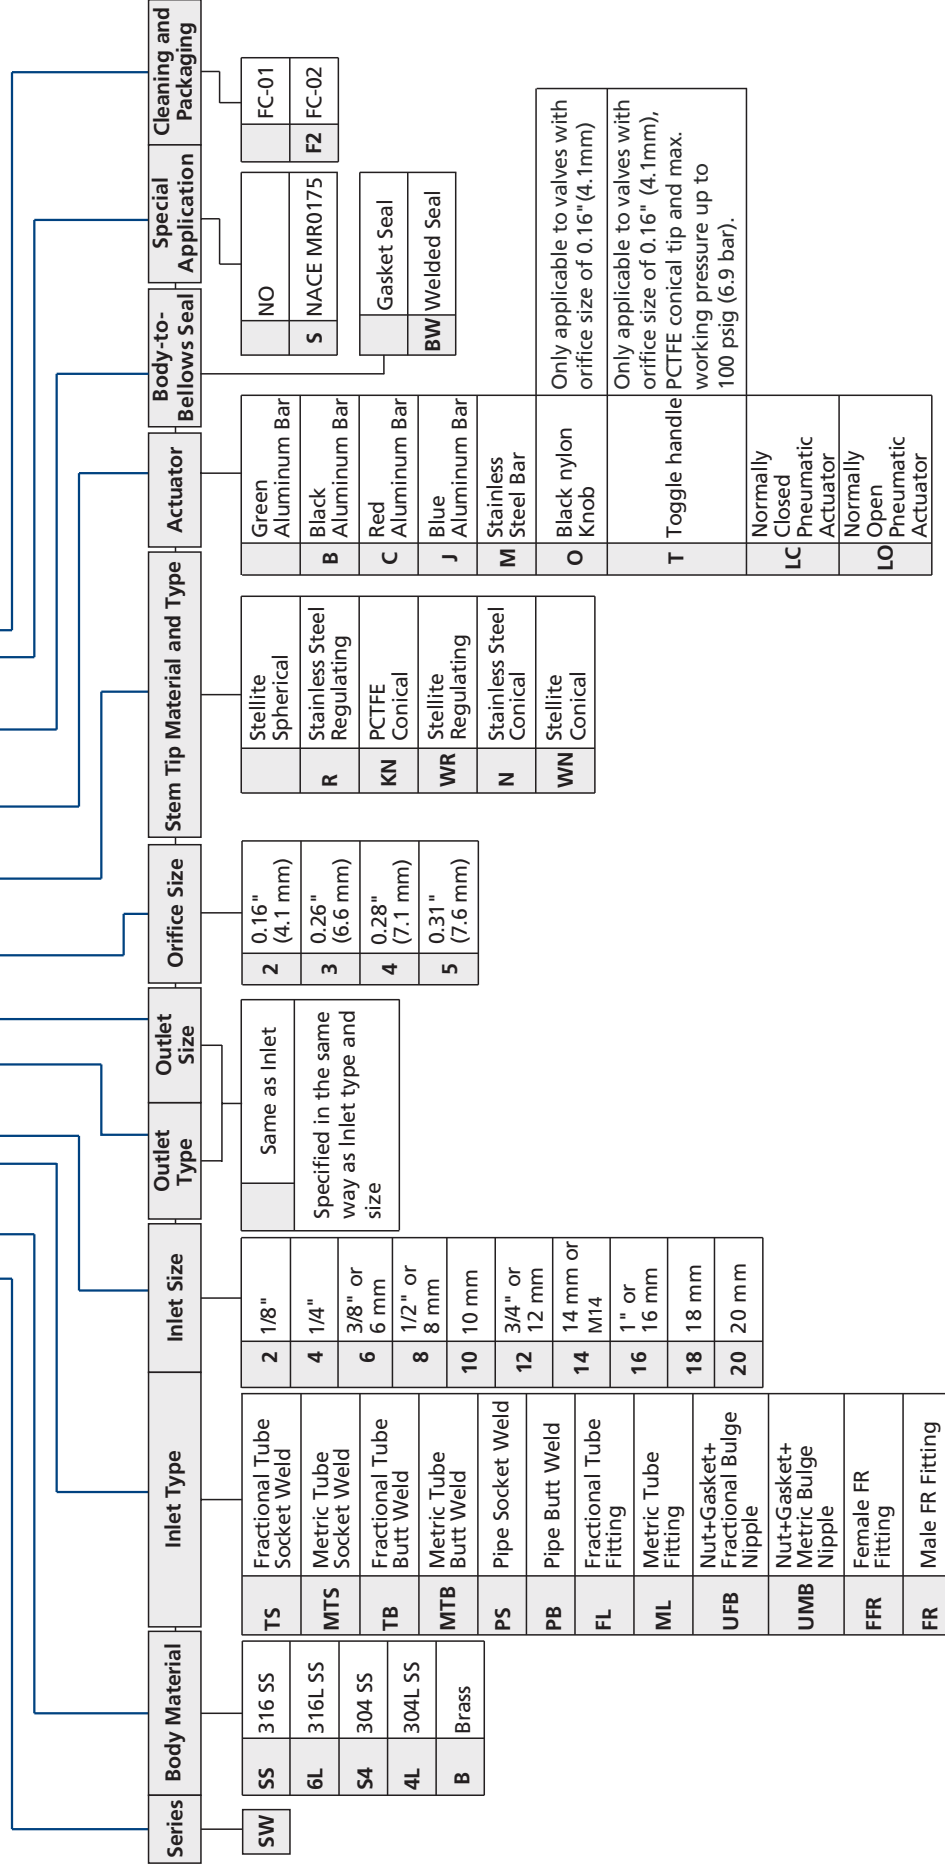 Series
SW
Body Material
SS 316 SS
6L 316L SS
S4 304 SS
4L 304L SS
B Brass
Inlet Type
TS Fractional Tube
Socket Weld
MTS Metric Tube
Socket Weld
TB Fractional Tube
Butt Weld
MTB Metric Tube
Butt Weld
PS Pipe Socket Weld
PB Pipe Butt Weld
FL Fractional Tube
Fitting
ML Metric Tube
Fitting
UFB Nut+Gasket+
Fractional Bulge
Nipple
UMB Nut+Gasket+
Metric Bulge
Nipple
FFR Female FR
Fitting
FR Male FR Fitting
Inlet Size
2 1/8"
4 1/4"
6 3/8" or
6 mm
8 1/2" or
8 mm
10 10 mm
12 3/4" or
12 mm
14 14 mm or
M14
16 1" or
16 mm
18 18 mm
20 20 mm
Outlet
Type
Outlet
Size
Same as Inlet
Specified in the same
way as Inlet type and
size
Orifice Size
2 0.16"
(4.1 mm)
3 0.26"
(6.6 mm)
4 0.28"
(7.1 mm)
5 0.31"
(7.6 mm)
Stem Tip Material and Type
Stellite
Spherical
R Stainless Steel
Regulating
KN PCTFE
Conical
WR Stellite
Regulating
N Stainless Steel
Conical
WN Stellite
Conical
Actuator
Green
Aluminum Bar
B Black
Aluminum Bar
C Red
Aluminum Bar
J Blue
Aluminum Bar
M Stainless
Steel Bar
O Black nylon
Knob
Only applicable to valves with
orifice size of 0.16"(4.1mm)
T Toggle handle
Only applicable to valves with
orifice size of 0.16" (4.1mm),
PCTFE conical tip and max.
working pressure up to
100 psig (6.9 bar).
LC Normally
Closed
Pneumatic
Actuator
LO Normally
Open
Pneumatic
Actuator
Body-to-
Bellows Seal
Gasket Seal
BW Welded Seal
Special
Application
NO
S NACE MR0175
Cleaning and
Packaging
FC-01
F2 FC-02